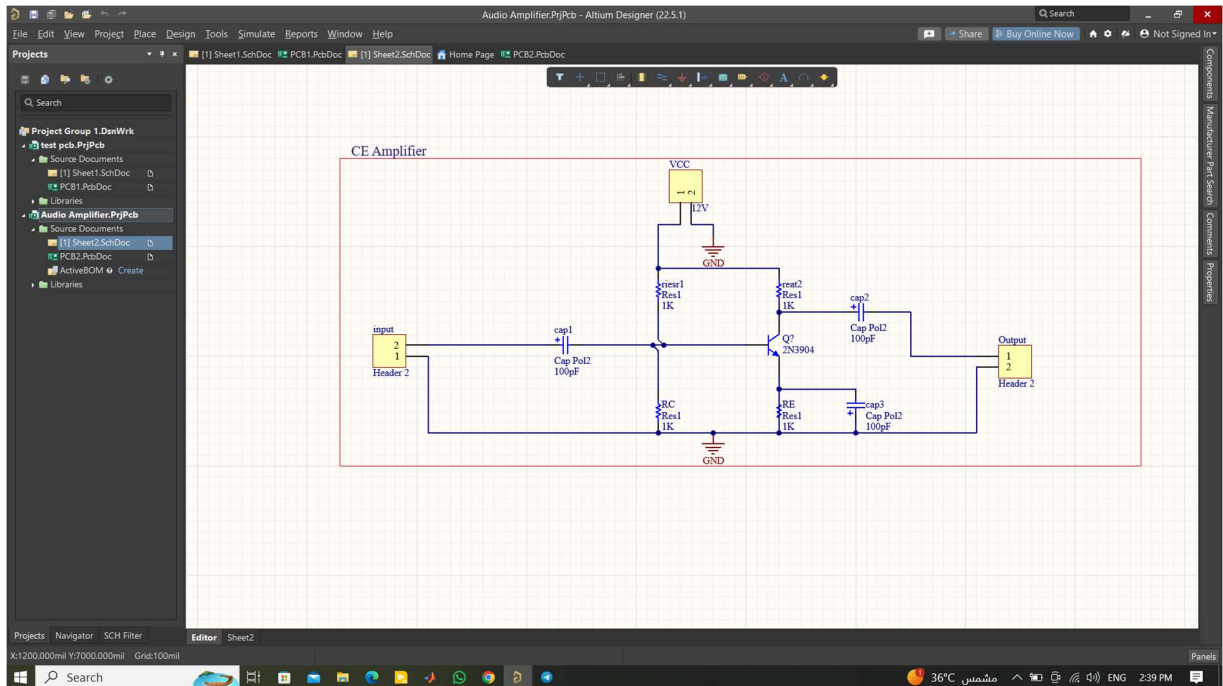 Audio Amplifier.PrjPcb - Altium Designer (22.5.1)
Search
File Edit View Project Place Design Tools Simulate Reports Window Help
Share
Buy Online Now
Not Signed In
Projects
[1] Sheet1.SchDoc
PCB1.PcbDoc
[1] Sheet2.SchDoc
Home Page
PCB2.PcbDoc
Search
Project Group 1.DsnWrk
test pcb.PrjPcb
Source Documents
[1] Sheet1.SchDoc
PCB1.PcbDoc
Libraries
Audio Amplifier.PrjPcb
Source Documents
[1] Sheet2.SchDoc
PCB2.PcbDoc
ActiveBOM Create
Libraries
Components
Manufacturer Part Search
Comments
Properties
CE Amplifier
VCC
1 2
12V
GND
riesr1
Res1
1K
reat2
Res1
1K
cap2
+
Cap Pol2
100pF
input
2
1
Header 2
cap1
+
Cap Pol2
100pF
Q?
2N3904
Output
1
2
Header 2
RC
Res1
1K
RE
Res1
1K
cap3
+
Cap Pol2
100pF
GND
Projects Navigator SCH Filter
Editor Sheet2
X:1200.000mil Y:7000.000mil Grid:100mil
Panels
Search
36°C مشمس
ENG
2:39 PM